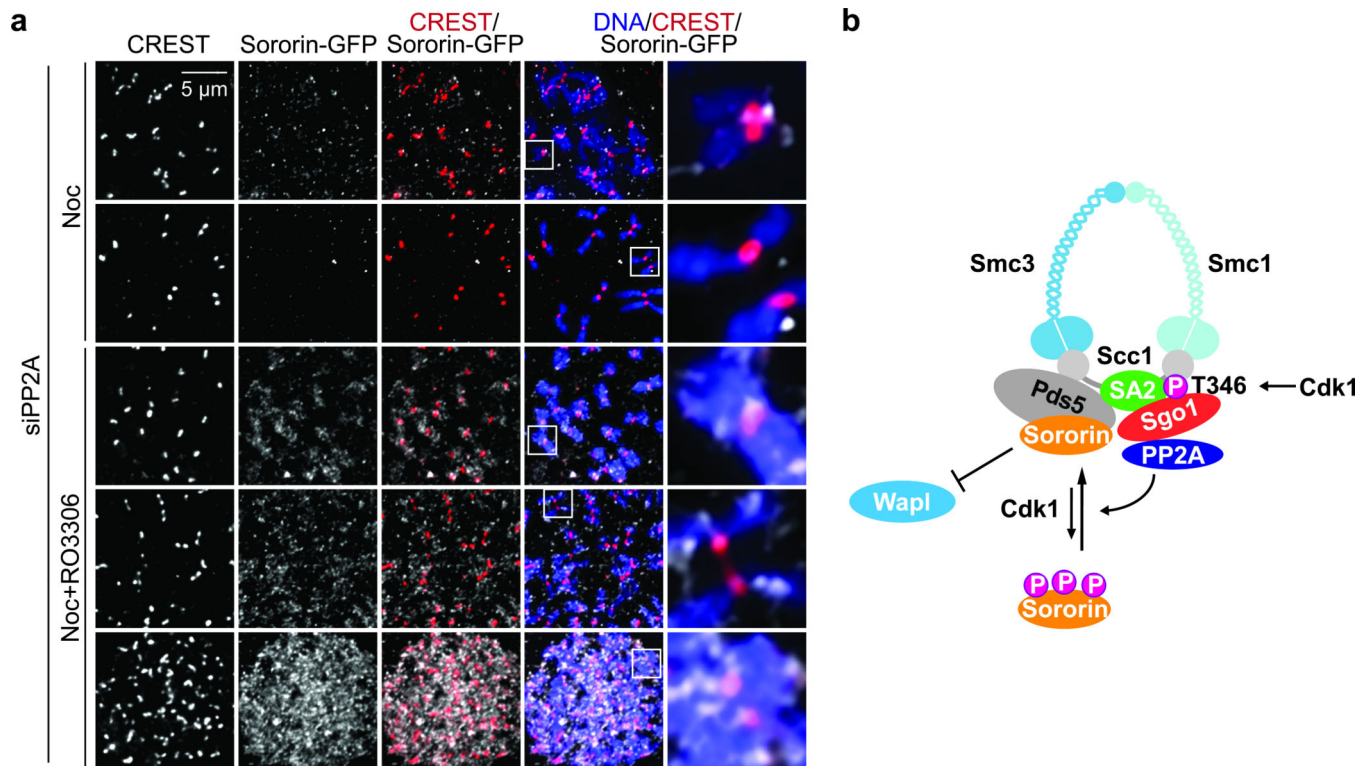 a
CREST
Sororin-GFP
CREST/
Sororin-GFP
DNA/CREST/
Sororin-GFP
5 μm
siPP2A
Noc
Noc+RO3306
b
Smc3
Smc1
Scc1
Pds5
SA2
P
T346
Cdk1
Sgo1
Sororin
PP2A
Wapl
Cdk1
P P P
Sororin